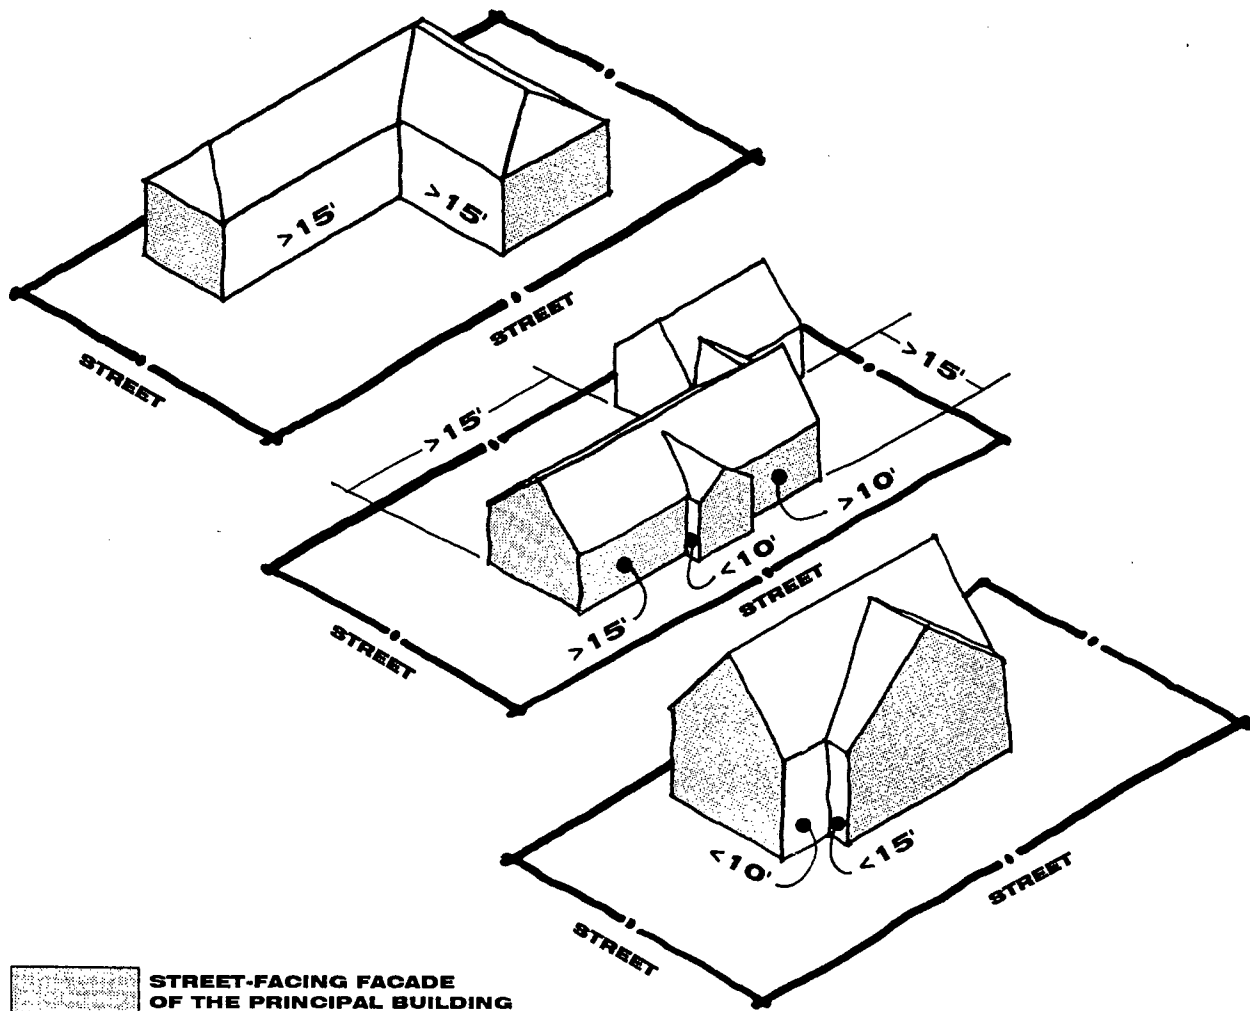 >15'
>15'
STREET
STREET
>15'
>15'
>10'
<10'
>15'
STREET
STREET
<10'
<15'
STREET
STREET
STREET-FACING FACADE
OF THE PRINCIPAL BUILDING